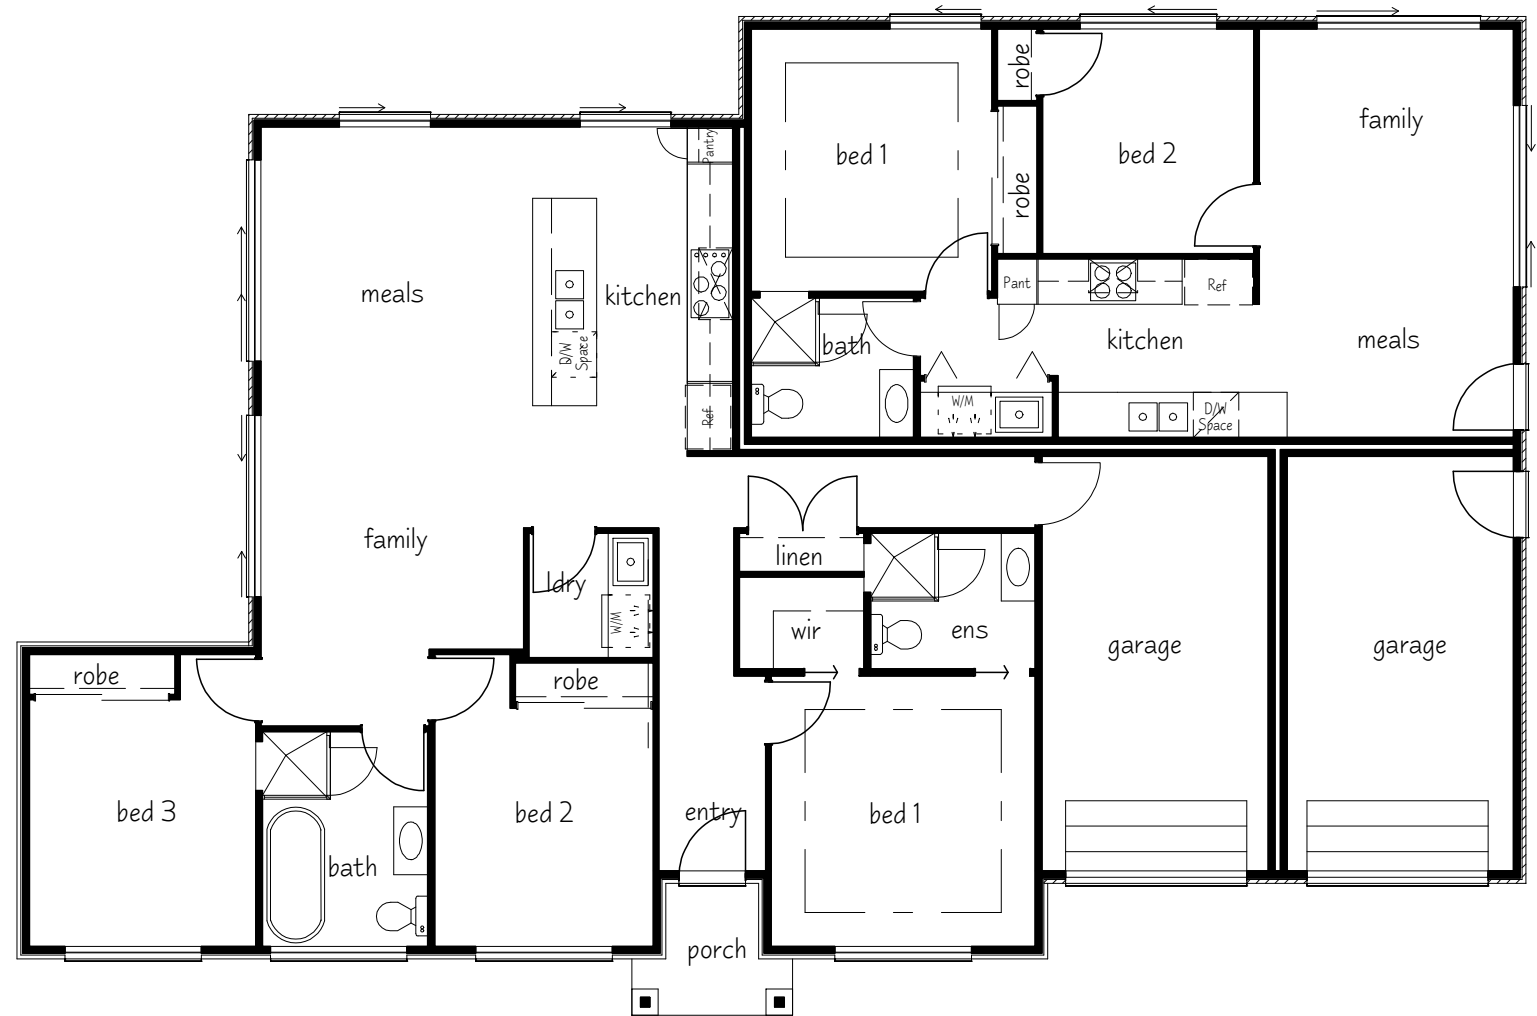 robe
family
Pantry
bed 1
bed 2
robe
meals
kitchen
Pant
Ref
D/W
Space
bath
kitchen
meals
Ref
W/M
D/W
Space
family
linen
ldry
W/M
wir
ens
garage
garage
robe
robe
bed 3
bed 2
entry
bed 1
bath
porch